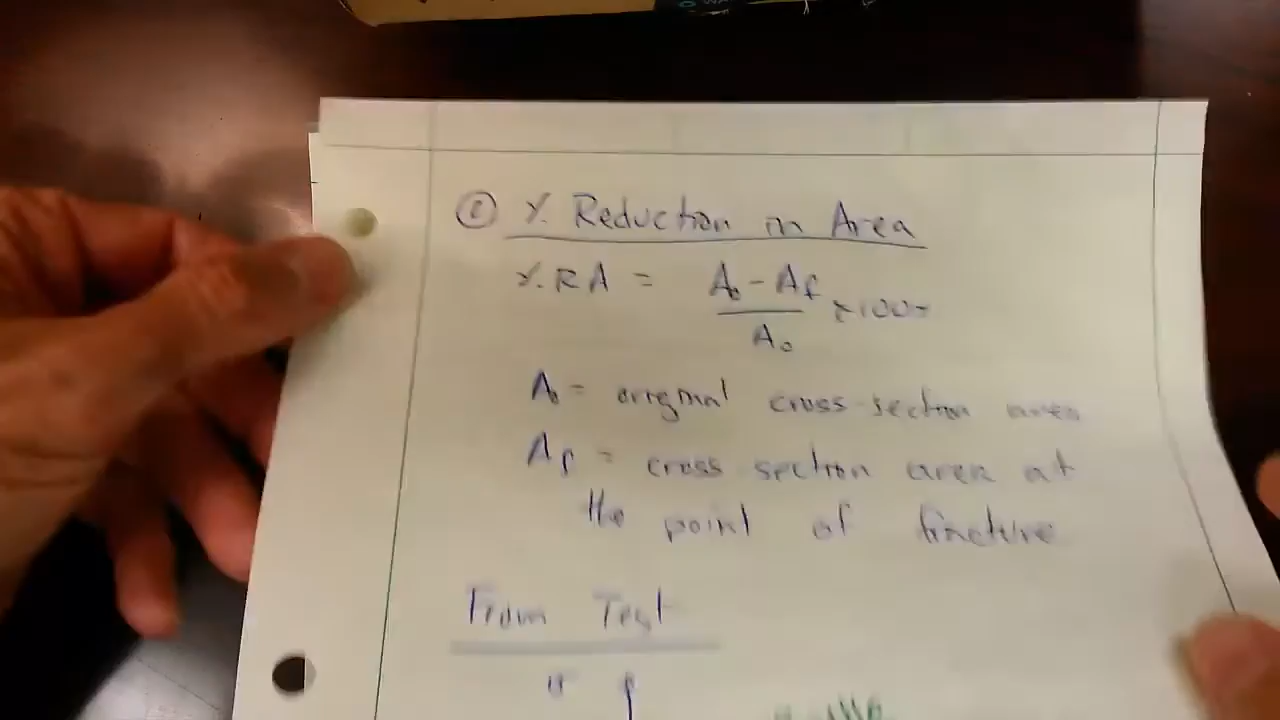 © % Reduction in Area
%RA = A₀ - Af
x100%
A₀
A₀ = original cross-section area
Af = cross section area at
the point of fracture
From Test